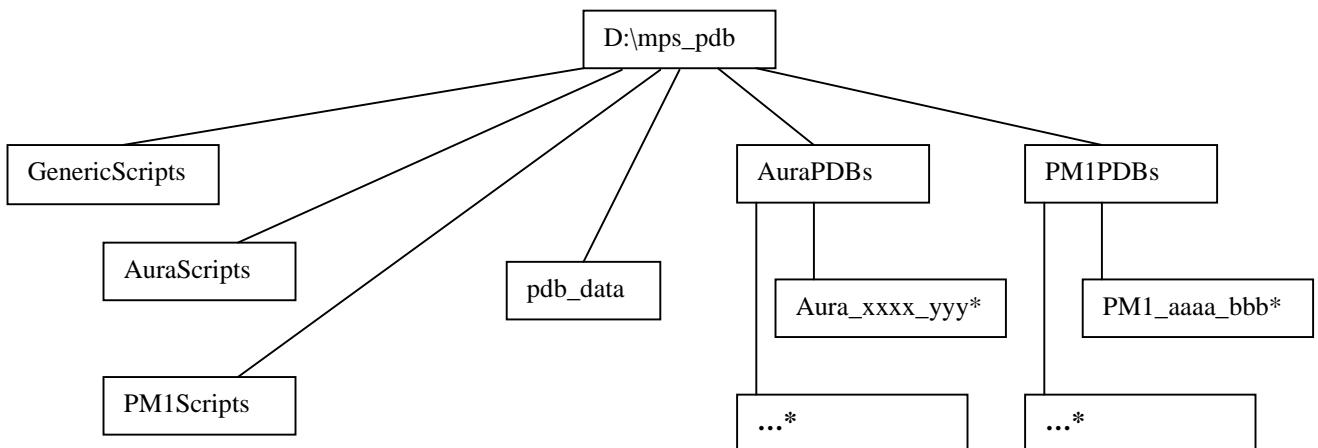 D:\mps_pdb
GenericScripts
AuraPDBs
PM1PDBs
AuraScripts
pdb_data
Aura_xxxx_yyy*
PM1_aaaa_bbb*
PM1Scripts
...*
...*